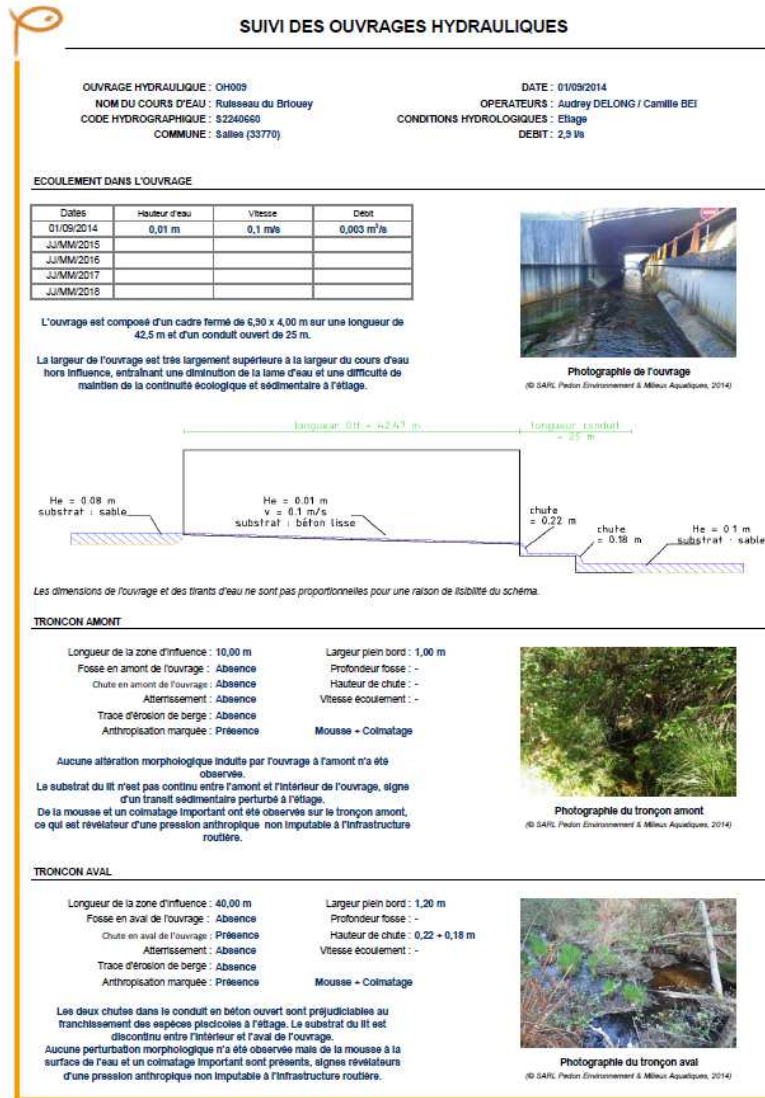 SUIVI DES OUVRAGES HYDRAULIQUES
OUVRAGE HYDRAULIQUE : OH009
NOM DU COURS D'EAU : Ruisseau du Briouey
CODE HYDROGRAPHIQUE : S2240660
COMMUNE : Salles (33770)
DATE : 01/09/2014
OPERATEURS : Audrey DELONG / Camille BEI
CONDITIONS HYDROLOGIQUES : Etiage
DEBIT : 2,9 l/s
ECOULEMENT DANS L'OUVRAGE
Dates Hauteur d'eau Vitesse Débit
01/09/2014 0,01 m 0,1 m/s 0,003 m³/s
JJ/MM/2015
JJ/MM/2016
JJ/MM/2017
JJ/MM/2018
L'ouvrage est composé d'un cadre fermé de 6,90 x 4,00 m sur une longueur de
42,5 m et d'un conduit ouvert de 25 m.
La largeur de l'ouvrage est très largement supérieure à la largeur du cours d'eau
hors influence, entraînant une diminution de la lame d'eau et une difficulté de
maintien de la continuité écologique et sédimentaire à l'étiage.
Photographie de l'ouvrage
(© SARL Pedon Environnement & Milieux Aquatiques, 2014)
longueur OH = 42.47 m
longueur conduit
= 25 m
He = 0.08 m
substrat : sable
He = 0.01 m
v = 0.1 m/s
substrat : béton lisse
chute
= 0.22 m
chute
= 0.18 m
He = 0.1 m
substrat : sable
Les dimensions de l'ouvrage et des tirants d'eau ne sont pas proportionnelles pour une raison de lisibilité du schéma.
TRONCON AMONT
Longueur de la zone d'influence : 10,00 m
Fosse en amont de l'ouvrage : Absence
Chute en amont de l'ouvrage : Absence
Atterrissement : Absence
Trace d'érosion de berge : Absence
Anthropisation marquée : Présence
Largeur plein bord : 1,00 m
Profondeur fosse : -
Hauteur de chute : -
Vitesse écoulement : -
Mousse + Colmatage
Aucune altération morphologique induite par l'ouvrage à l'amont n'a été
observée.
Le substrat du lit n'est pas continu entre l'amont et l'intérieur de l'ouvrage, signe
d'un transit sédimentaire perturbé à l'étiage.
De la mousse et un colmatage important ont été observés sur le tronçon amont,
ce qui est révélateur d'une pression anthropique non imputable à l'infrastructure
routière.
Photographie du tronçon amont
(© SARL Pedon Environnement & Milieux Aquatiques, 2014)
TRONCON AVAL
Longueur de la zone d'influence : 40,00 m
Fosse en aval de l'ouvrage : Absence
Chute en aval de l'ouvrage : Présence
Atterrissement : Absence
Trace d'érosion de berge : Absence
Anthropisation marquée : Présence
Largeur plein bord : 1,20 m
Profondeur fosse : -
Hauteur de chute : 0,22 + 0,18 m
Vitesse écoulement : -
Mousse + Colmatage
Les deux chutes dans le conduit en béton ouvert sont préjudiciables au
franchissement des espèces piscicoles à l'étiage. Le substrat du lit est
discontinu entre l'intérieur et l'aval de l'ouvrage.
Aucune perturbation morphologique n'a été observée mais de la mousse à la
surface de l'eau et un colmatage important sont présents, signes révélateurs
d'une pression anthropique non imputable à l'infrastructure routière.
Photographie du tronçon aval
(© SARL Pedon Environnement & Milieux Aquatiques, 2014)